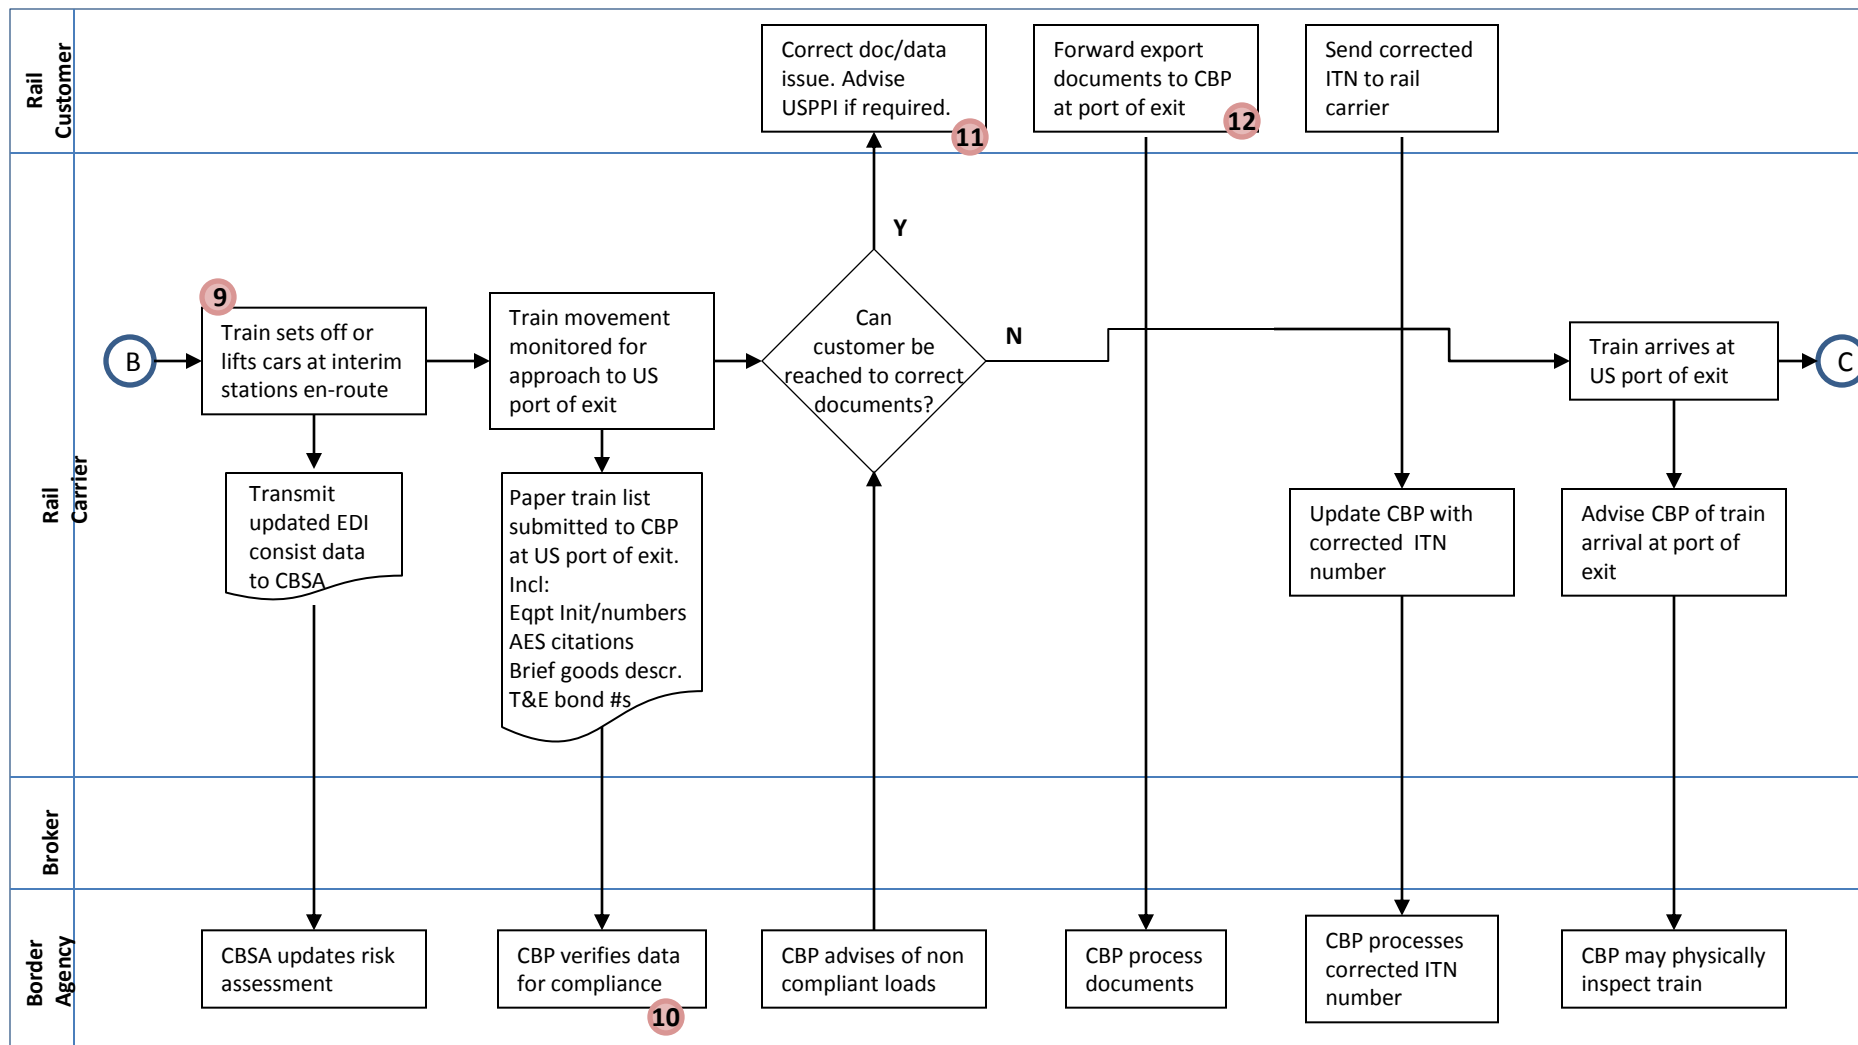 Rail
Customer
Correct doc/data
issue. Advise
USPPI if required.
11
Forward export
documents to CBP
at port of exit
12
Send corrected
ITN to rail
carrier
Rail
Carrier
B
9
Train sets off or
lifts cars at interim
stations en-route
Train movement
monitored for
approach to US
port of exit
Can
customer be
reached to correct
documents?
Y
N
Train arrives at
US port of exit
C
Transmit
updated EDI
consist data
to CBSA
Paper train list
submitted to CBP
at US port of exit.
Incl:
Eqpt Init/numbers
AES citations
Brief goods descr.
T&E bond #s
Update CBP with
corrected ITN
number
Advise CBP of train
arrival at port of
exit
Broker
Border
Agency
CBSA updates risk
assessment
CBP verifies data
for compliance
10
CBP advises of non
compliant loads
CBP process
documents
CBP processes
corrected ITN
number
CBP may physically
inspect train